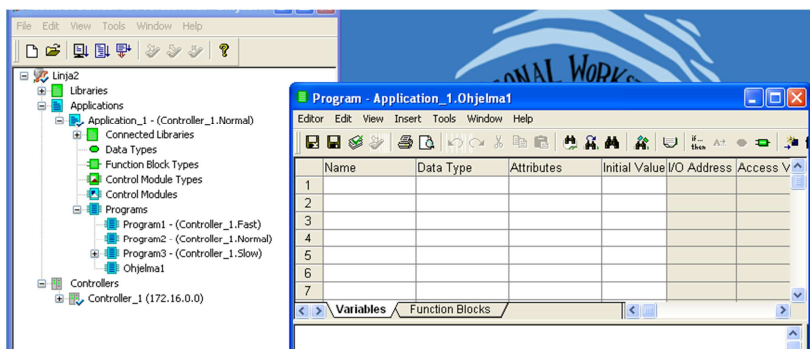 File Edit View Tools Window Help
Linja2
Libraries
Applications
Application_1 - (Controller_1.Normal)
Connected Libraries
Data Types
Function Block Types
Control Module Types
Control Modules
Programs
Program1 - (Controller_1.Fast)
Program2 - (Controller_1.Normal)
Program3 - (Controller_1.Slow)
Ohjelma1
Controllers
Controller_1 (172.16.0.0)
Program - Application_1.Ohjelma1
Editor Edit View Insert Tools Window Help
if... then
Name Data Type Attributes Initial Value I/O Address Access V
1
2
3
4
5
6
7
Variables Function Blocks